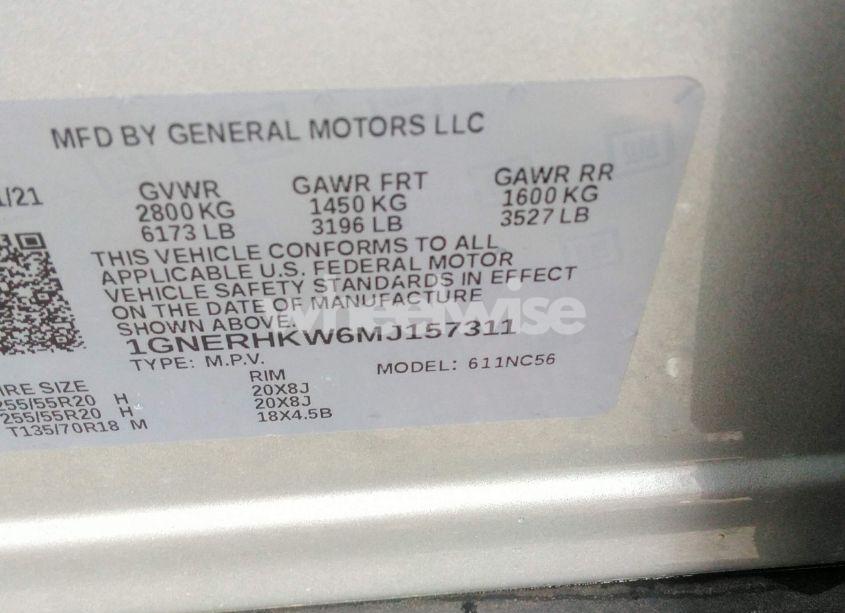 MFD BY GENERAL MOTORS LLC
/21
GVWR GAWR FRT GAWR RR
2800 KG 1450 KG 1600 KG
6173 LB 3196 LB 3527 LB
THIS VEHICLE CONFORMS TO ALL
APPLICABLE U.S. FEDERAL MOTOR
VEHICLE SAFETY STANDARDS IN EFFECT
ON THE DATE OF MANUFACTURE
SHOWN ABOVE.
wheelwise
1GNERHKW6MJ157311
TYPE: M.P.V. MODEL: 611NC56
IRE SIZE RIM
255/55R20 H 20X8J
255/55R20 H 20X8J
T135/70R18 M 18X4.5B